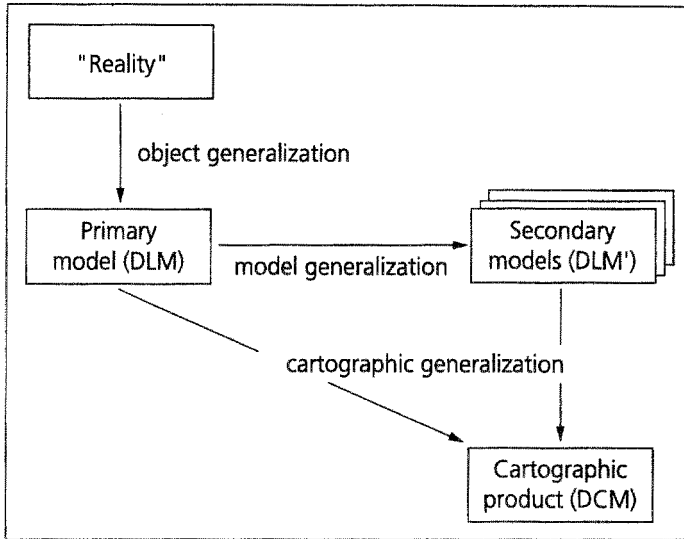 "Reality"
object generalization
Primary
model (DLM)
model generalization
Secondary
models (DLM')
cartographic generalization
Cartographic
product (DCM)